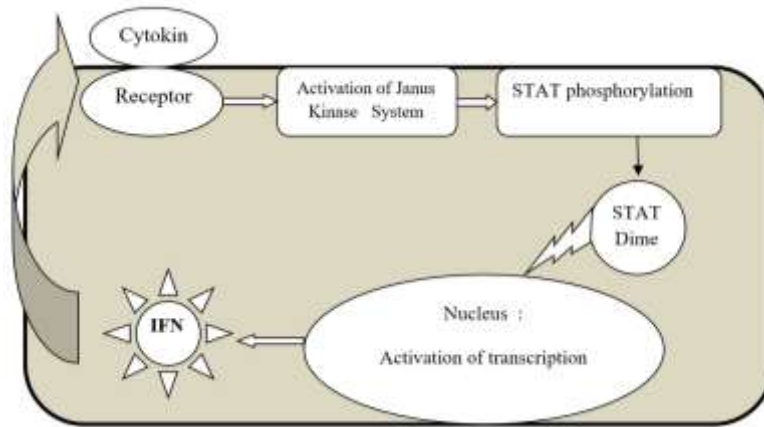 Cytokin
Receptor
Activation of Janus
Kinase System
STAT phosphorylation
STAT
Dime
Nucleus :
Activation of transcription
IFN